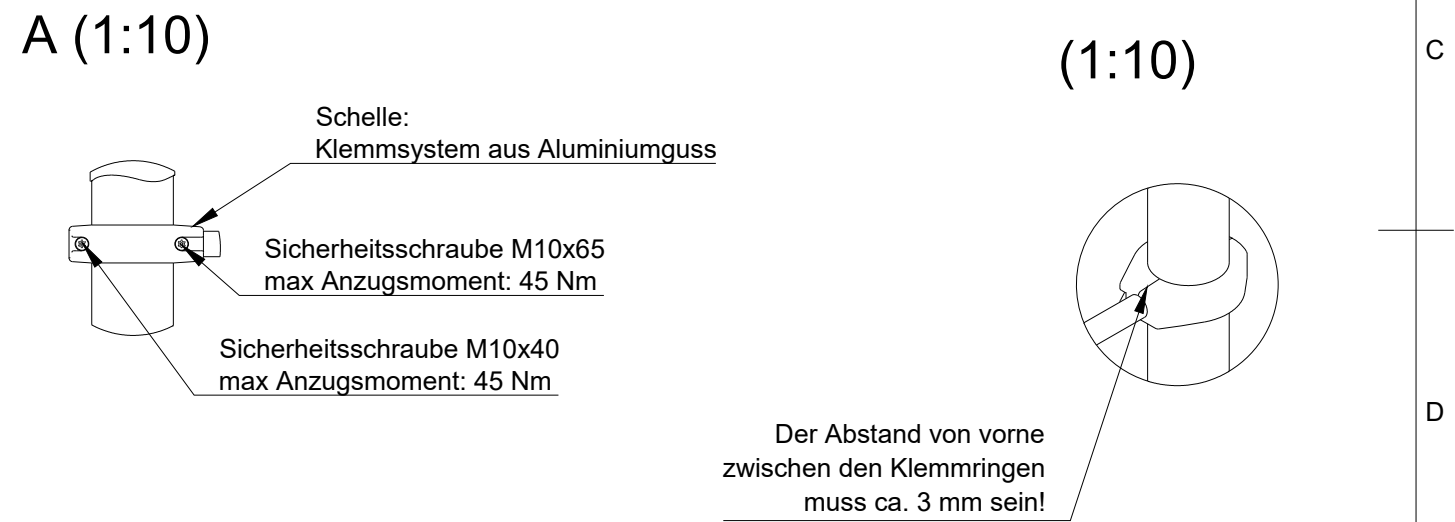 A (1:10)
(1:10)
C
Schelle:
Klemmsystem aus Aluminiumguss
Sicherheitsschraube M10x65
max Anzugsmoment: 45 Nm
Sicherheitsschraube M10x40
max Anzugsmoment: 45 Nm
D
Der Abstand von vorne
zwischen den Klemmringen
muss ca. 3 mm sein!